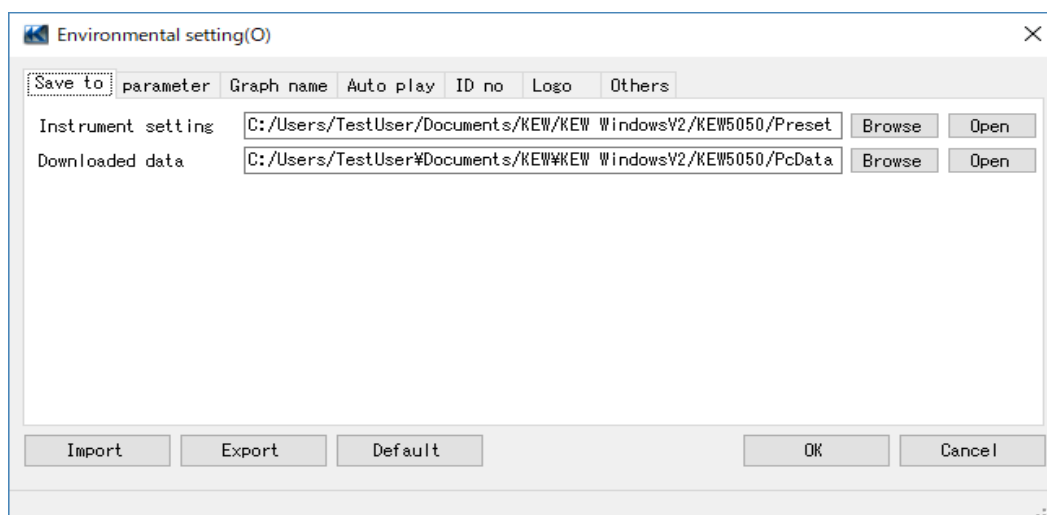 Environmental setting(O)
Save to parameter Graph name Auto play ID no Logo Others
Instrument setting C:/Users/TestUser/Documents/KEW/KEW WindowsV2/KEW5050/Preset Browse Open
Downloaded data C:/Users/TestUser¥Documents/KEW¥KEW WindowsV2/KEW5050/PcData Browse Open
Import Export Default OK Cancel